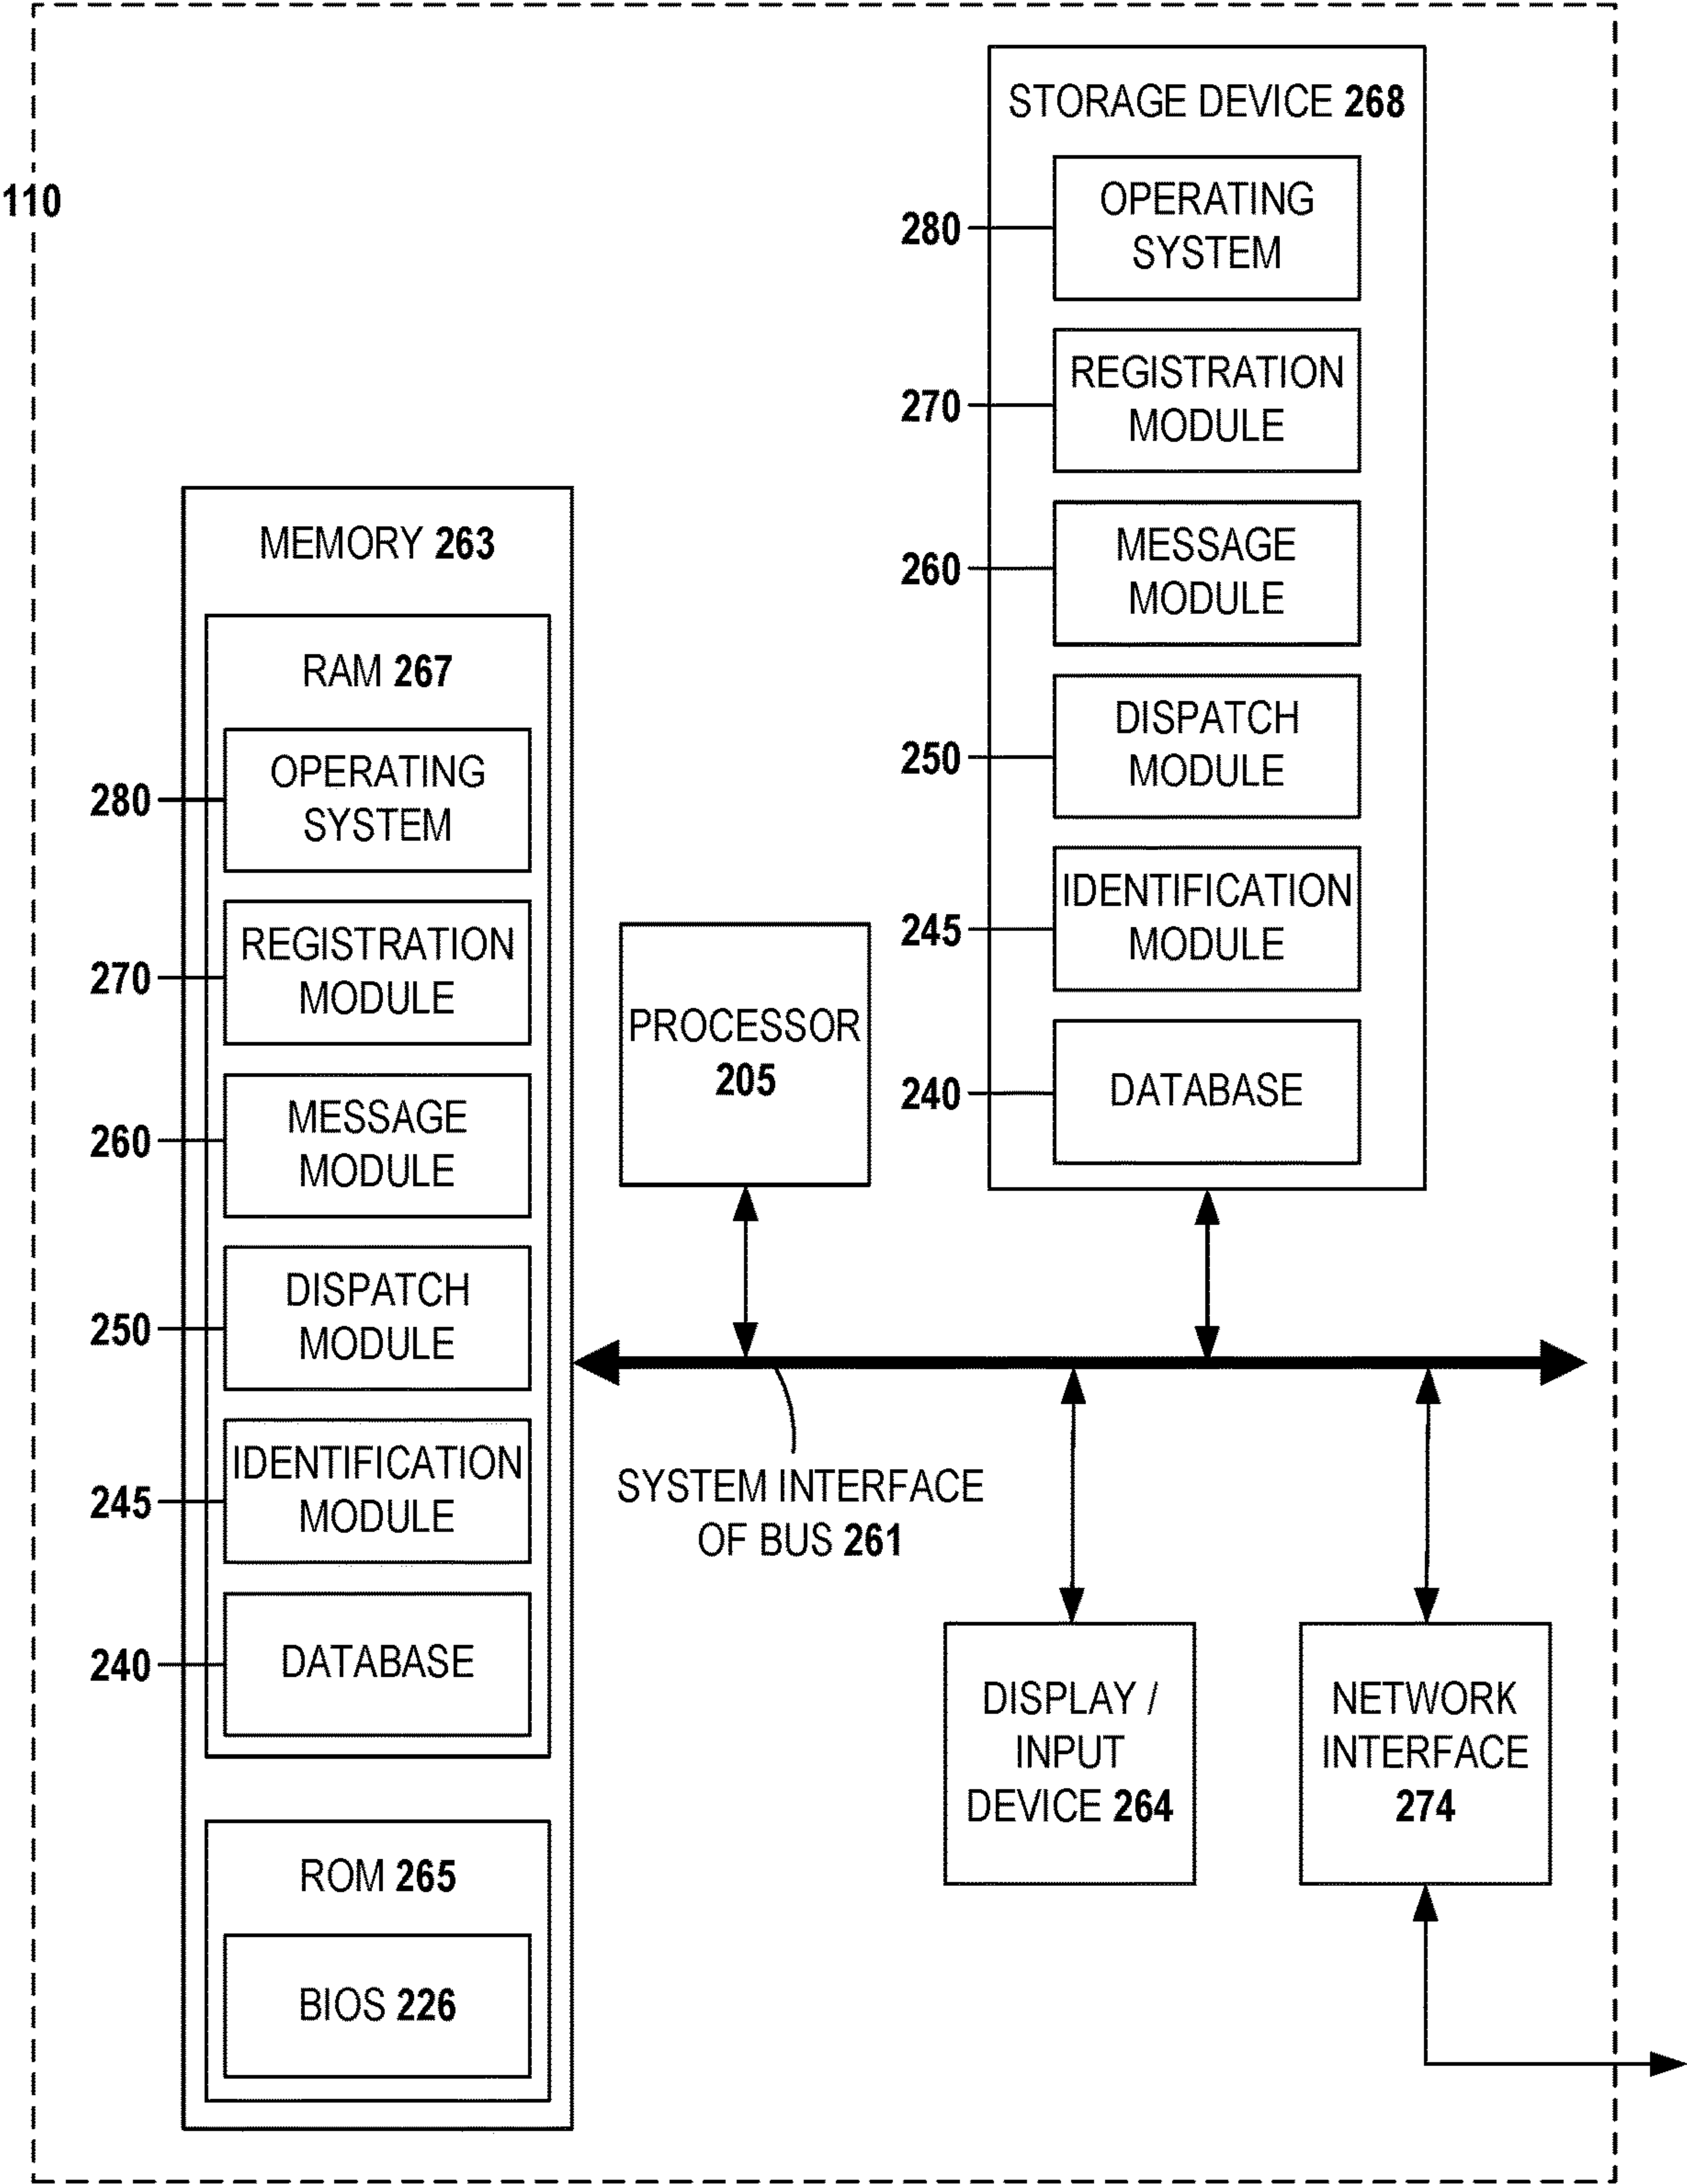 110
STORAGE DEVICE 268
280
OPERATING
SYSTEM
270
REGISTRATION
MODULE
260
MESSAGE
MODULE
250
DISPATCH
MODULE
245
IDENTIFICATION
MODULE
240
DATABASE
MEMORY 263
RAM 267
280
OPERATING
SYSTEM
270
REGISTRATION
MODULE
260
MESSAGE
MODULE
250
DISPATCH
MODULE
245
IDENTIFICATION
MODULE
240
DATABASE
ROM 265
BIOS 226
PROCESSOR
205
SYSTEM INTERFACE
OF BUS 261
DISPLAY /
INPUT
DEVICE 264
NETWORK
INTERFACE
274